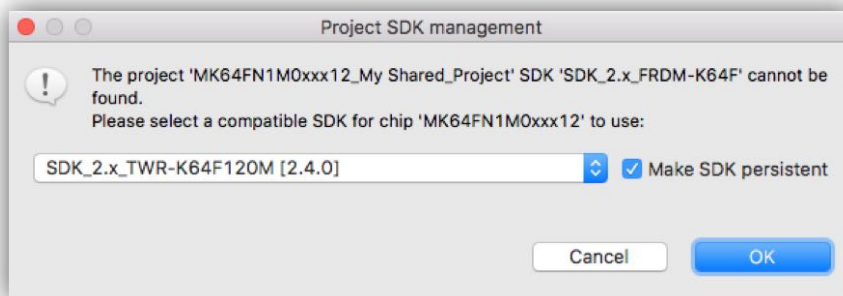 Project SDK management
The project 'MK64FN1M0xxx12_My Shared_Project' SDK 'SDK_2.x_FRDM-K64F' cannot be
found.
Please select a compatible SDK for chip 'MK64FN1M0xxx12' to use:
SDK_2.x_TWR-K64F120M [2.4.0]
Make SDK persistent
Cancel
OK